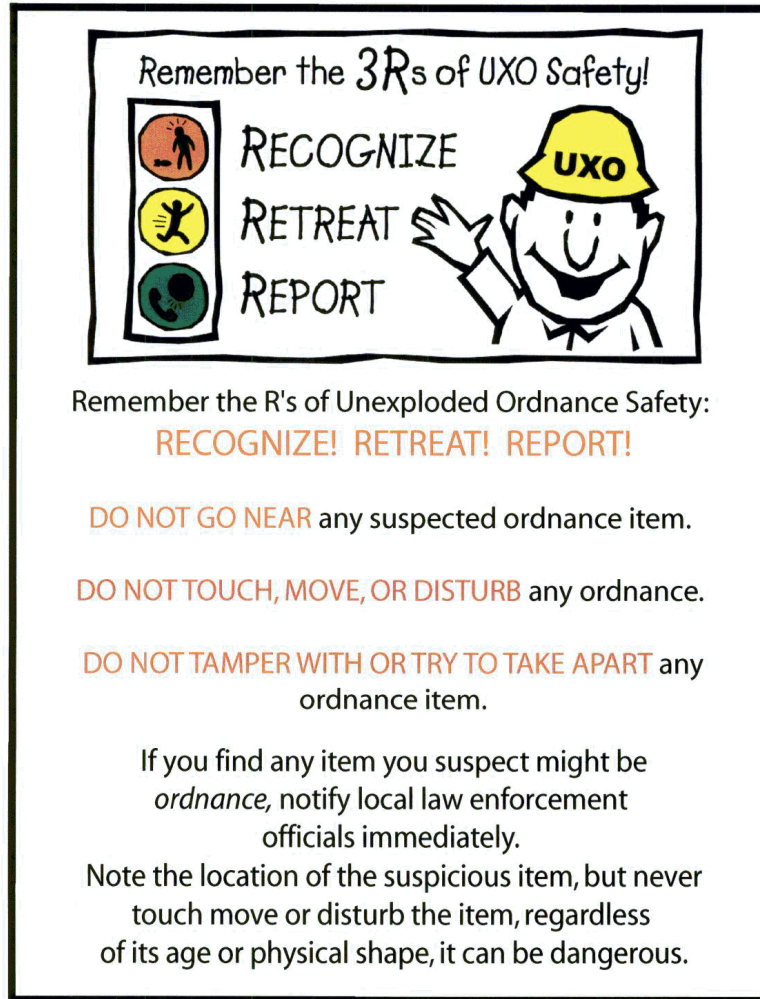 Remember the 3Rs of UXO Safety!
RECOGNIZE
UXO
RETREAT
REPORT
Remember the R's of Unexploded Ordnance Safety:
RECOGNIZE! RETREAT! REPORT!
DO NOT GO NEAR any suspected ordnance item.
DO NOT TOUCH, MOVE, OR DISTURB any ordnance.
DO NOT TAMPER WITH OR TRY TO TAKE APART any
ordnance item.
If you find any item you suspect might be
ordnance, notify local law enforcement
officials immediately.
Note the location of the suspicious item, but never
touch move or disturb the item, regardless
of its age or physical shape, it can be dangerous.